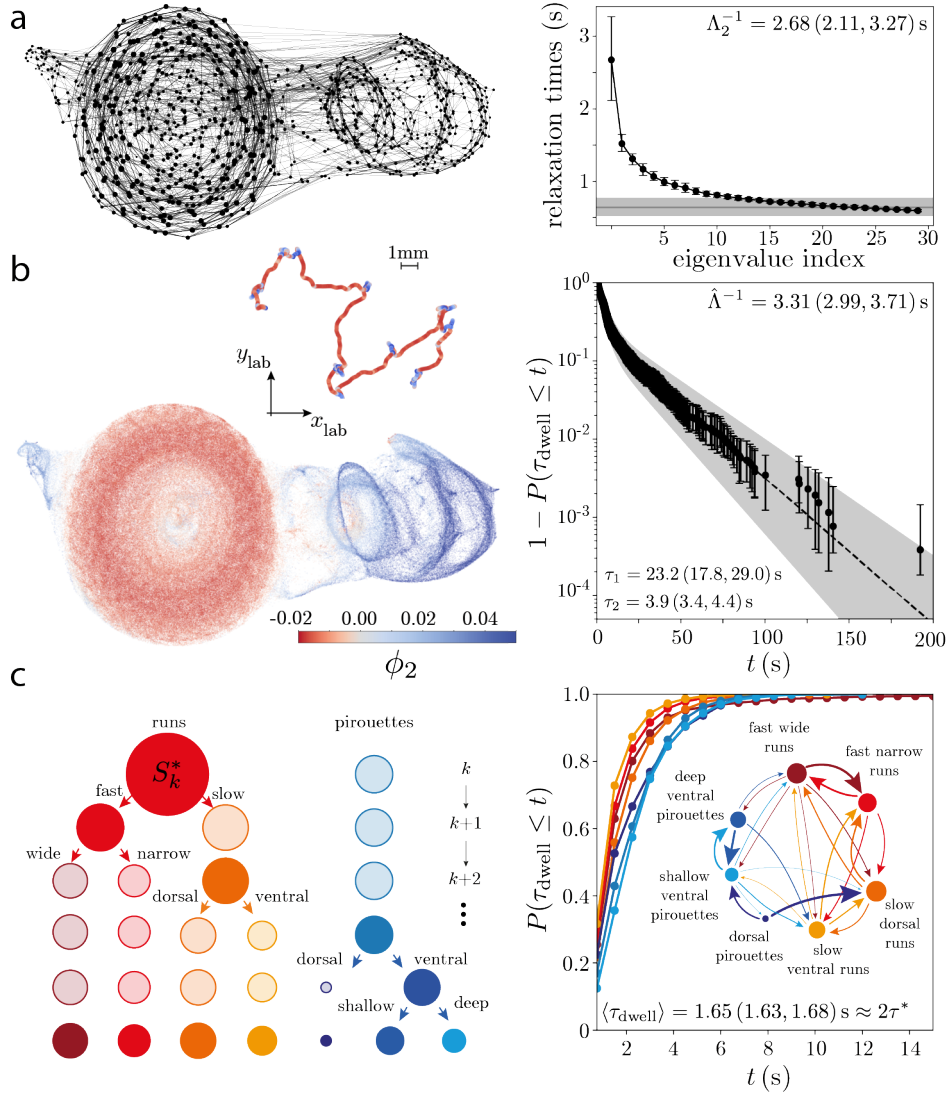 a
relaxation times (s)
3
2
1
Λ₂⁻¹ = 2.68 (2.11, 3.27) s
5 10 15 20 25 30
eigenvalue index
b
1mm
y_lab
x_lab
-0.02 0.00 0.02 0.04
ϕ₂
1 − P(τ_dwell ≤ t)
10⁰
10⁻¹
10⁻²
10⁻³
10⁻⁴
Λ̂⁻¹ = 3.31 (2.99, 3.71) s
τ₁ = 23.2 (17.8, 29.0) s
τ₂ = 3.9 (3.4, 4.4) s
0 50 100 150 200
t (s)
c
runs
S*ₖ
fast
slow
wide
narrow
dorsal
ventral
pirouettes
k
k+1
k+2
dorsal
ventral
shallow
deep
P(τ_dwell ≤ t)
1.0
0.8
0.6
0.4
0.2
0
fast wide
runs
fast narrow
runs
deep
ventral
pirouettes
shallow
ventral
pirouettes
dorsal
pirouettes
slow
ventral runs
slow
dorsal
runs
⟨τ_dwell⟩ = 1.65 (1.63, 1.68) s ≈ 2τ*
2 4 6 8 10 12 14
t (s)